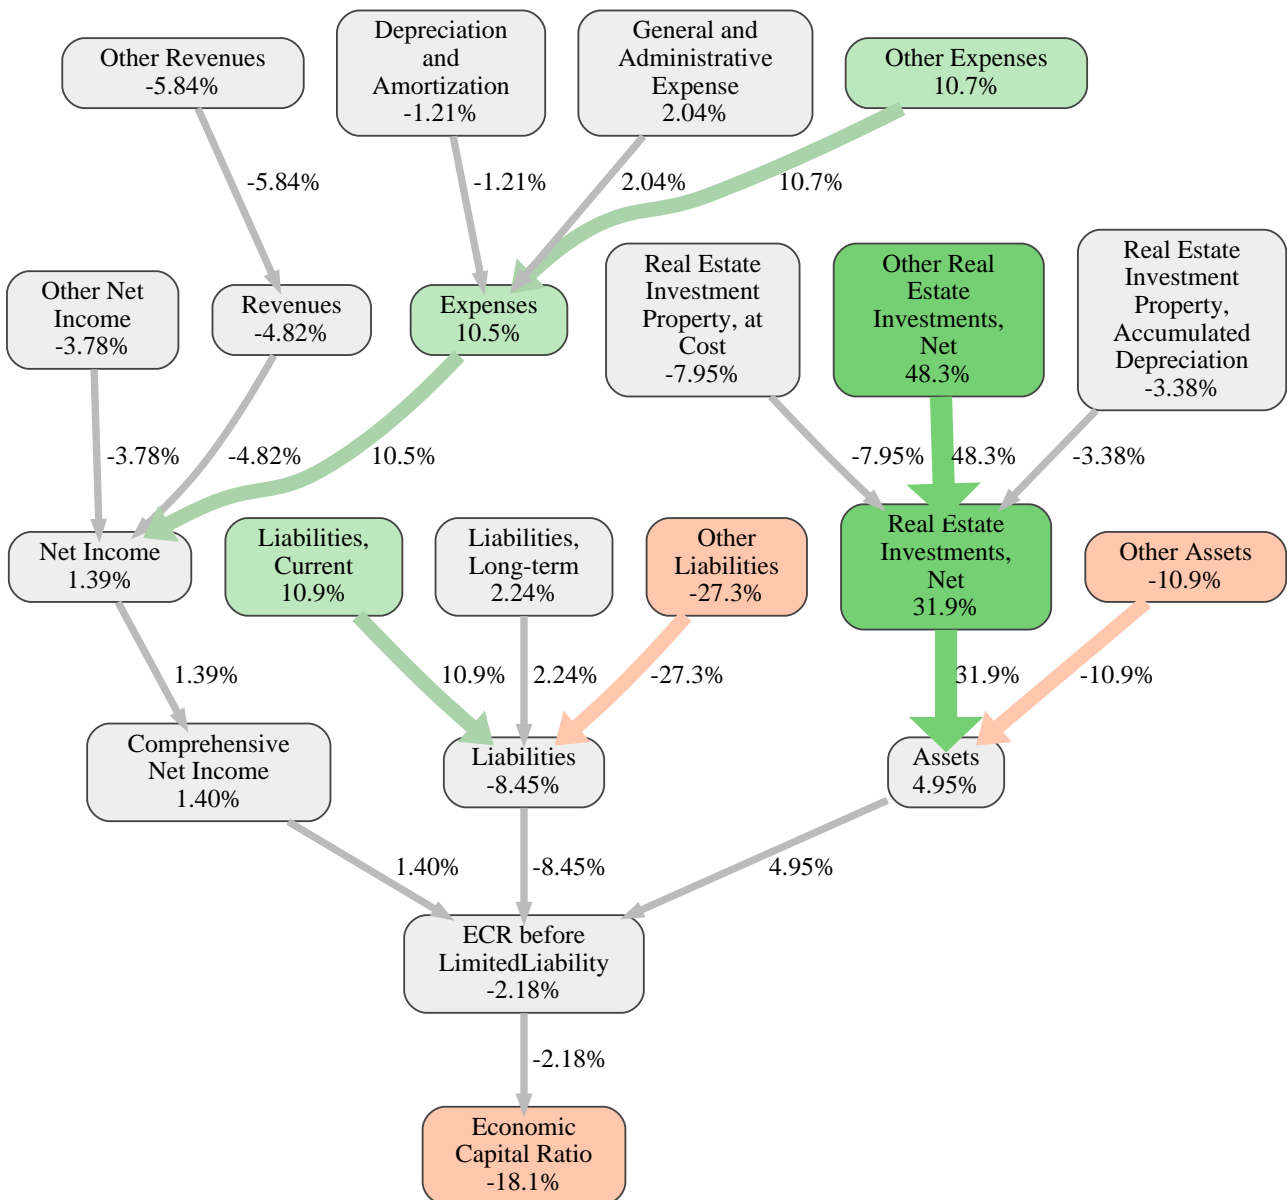 Other Revenues
-5.84%
Depreciation
and
Amortization
-1.21%
General and
Administrative
Expense
2.04%
Other Expenses
10.7%
-5.84%
-1.21%
2.04%
10.7%
Other Net
Income
-3.78%
Revenues
-4.82%
Expenses
10.5%
Real Estate
Investment
Property, at
Cost
-7.95%
Other Real
Estate
Investments,
Net
48.3%
Real Estate
Investment
Property,
Accumulated
Depreciation
-3.38%
-3.78%
-4.82%
10.5%
-7.95%
48.3%
-3.38%
Net Income
1.39%
Liabilities,
Current
10.9%
Liabilities,
Long-term
2.24%
Other
Liabilities
-27.3%
Real Estate
Investments,
Net
31.9%
Other Assets
-10.9%
1.39%
10.9%
2.24%
-27.3%
31.9%
-10.9%
Comprehensive
Net Income
1.40%
Liabilities
-8.45%
Assets
4.95%
1.40%
-8.45%
4.95%
ECR before
LimitedLiability
-2.18%
-2.18%
Economic
Capital Ratio
-18.1%